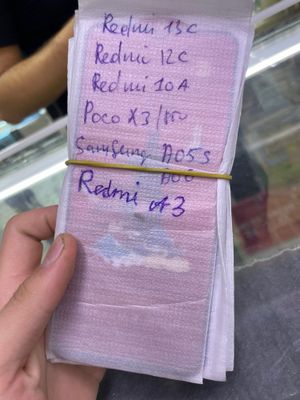 Redmi 13C
Redmi 12C
Redmi 10A
Poco X3/
Samsung A05s
Redmi A3